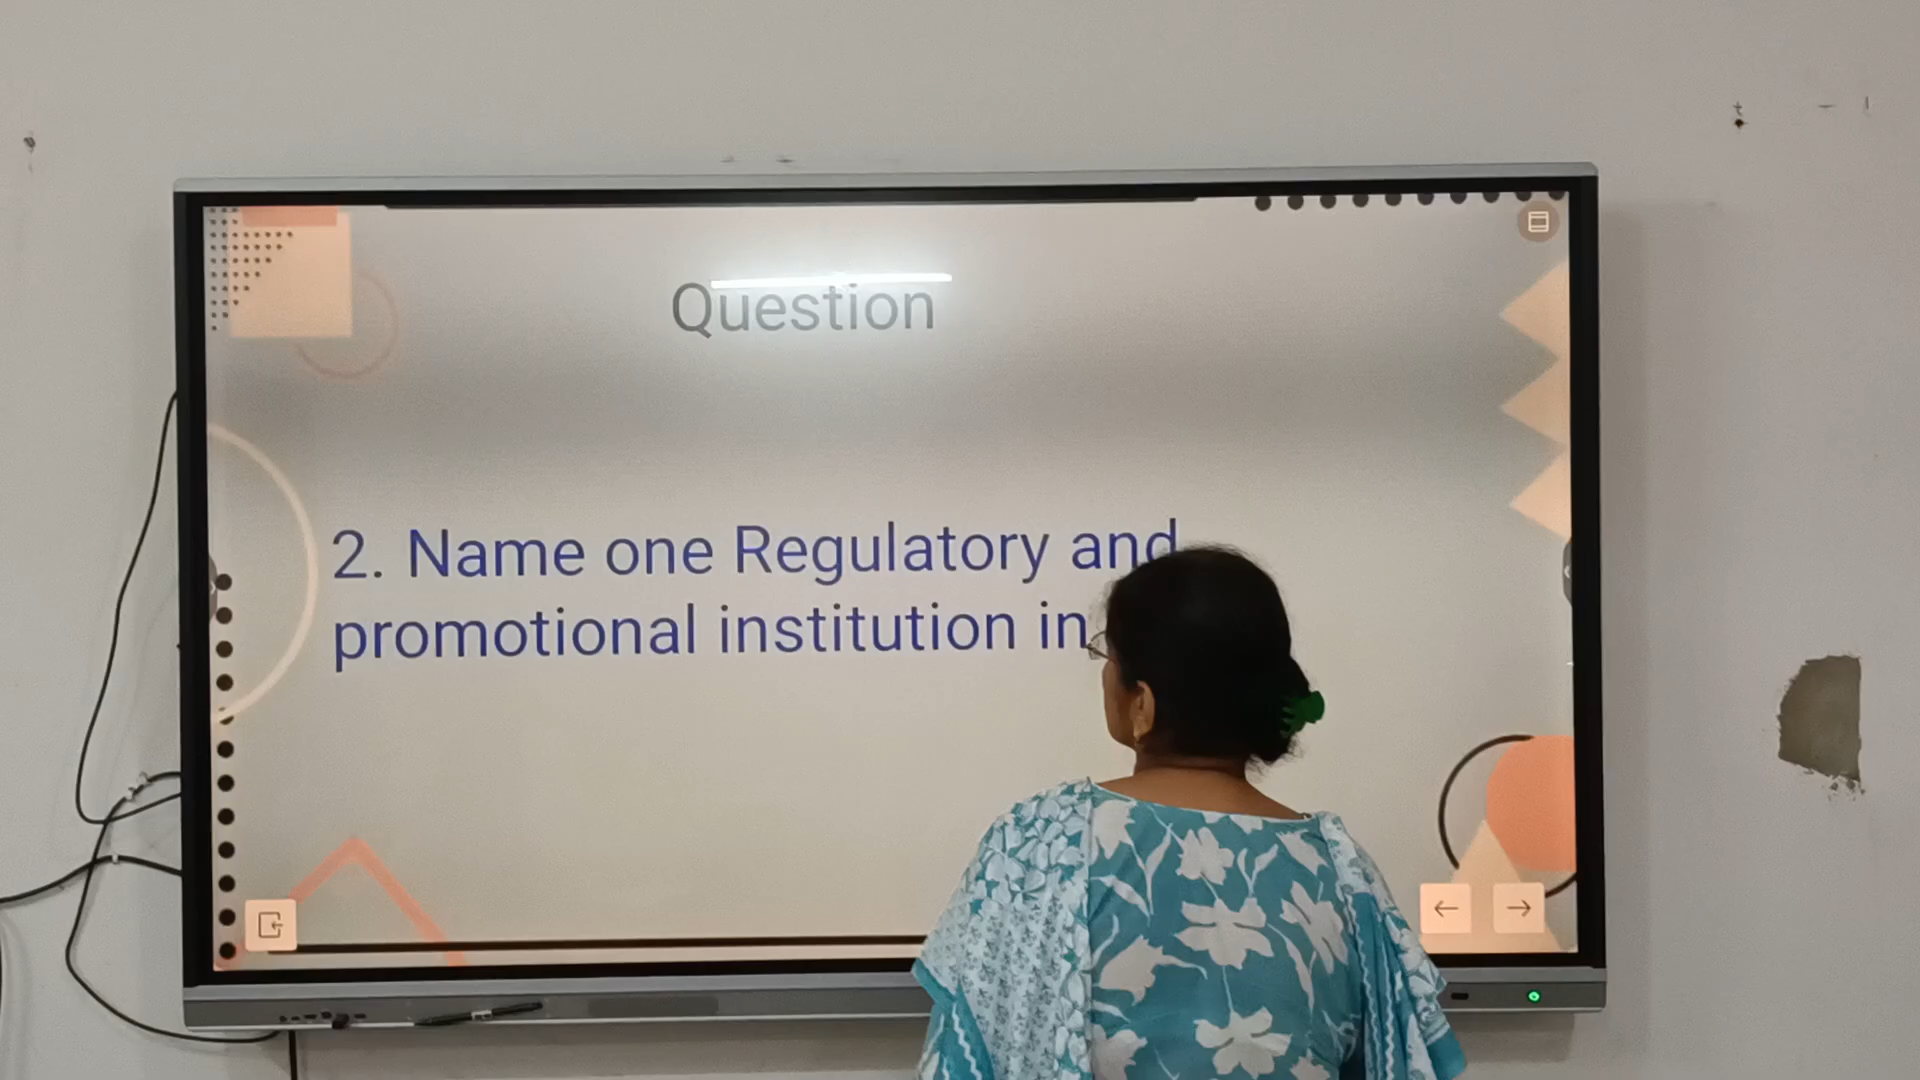 Question
2. Name one Regulatory and
promotional institution in